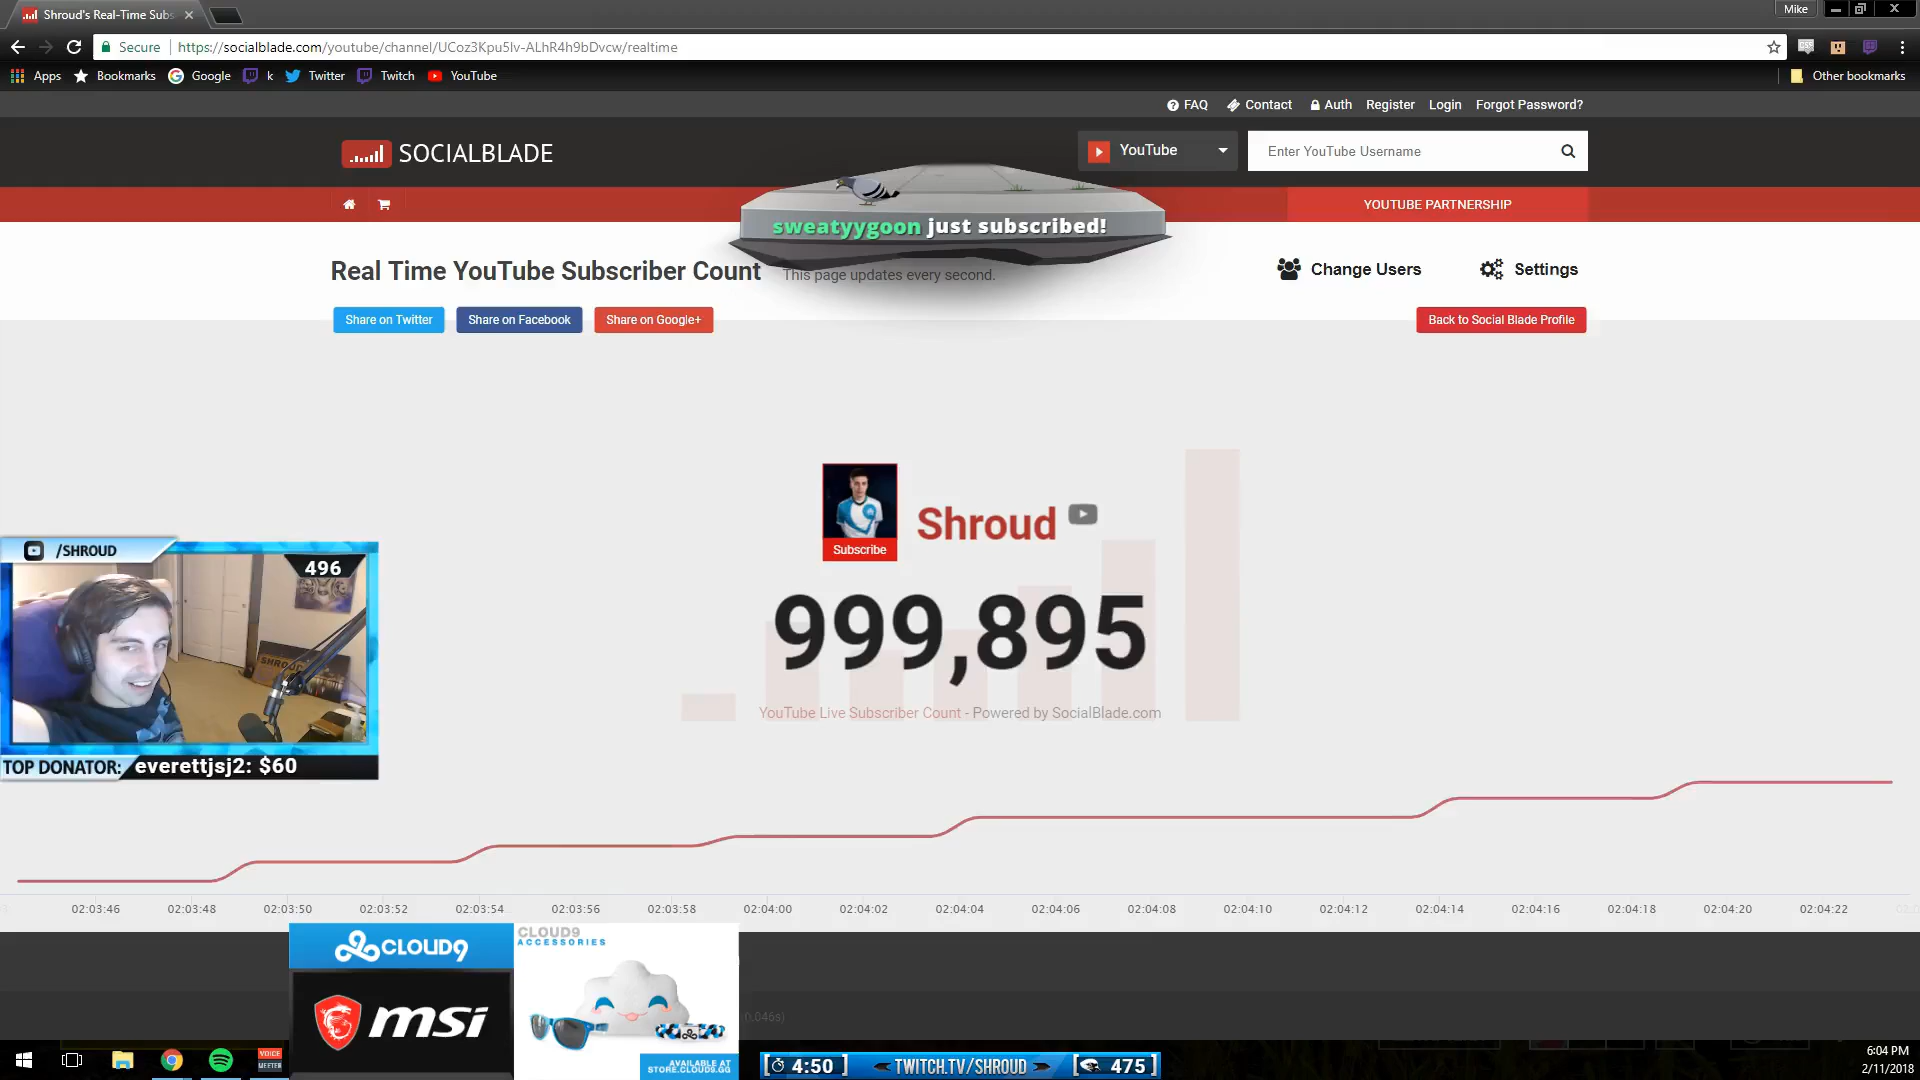 Shroud's Real-Time Subs
Mike
Secure
https://socialblade.com/youtube/channel/UCoz3Kpu5lv-ALhR4h9bDvcw/realtime
Apps Bookmarks Google k Twitter Twitch YouTube
Other bookmarks
FAQ Contact Auth Register Login Forgot Password?
SOCIALBLADE
YouTube
Enter YouTube Username
YOUTUBE PARTNERSHIP
sweatyygoon just subscribed!
Real Time YouTube Subscriber Count
This page updates every second.
Change Users
Settings
Share on Twitter
Share on Facebook
Share on Google+
Back to Social Blade Profile
Shroud
Subscribe
999,895
YouTube Live Subscriber Count - Powered by SocialBlade.com
/SHROUD
496
SHROUD
TOP DONATOR: everettjsj2: $60
02:03:46 02:03:48 02:03:50 02:03:52 02:03:54 02:03:56 02:03:58 02:04:00 02:04:02 02:04:04 02:04:06 02:04:08 02:04:10 02:04:12 02:04:14 02:04:16 02:04:18 02:04:20 02:04:22
CLOUD9
CLOUD9
ACCESSORIES
msi
AVAILABLE AT
STORE.CLOUD9.GG
(0.046s)
VOICE
MEETER
4:50
TWITCH.TV/SHROUD
475
6:04 PM
2/11/2018